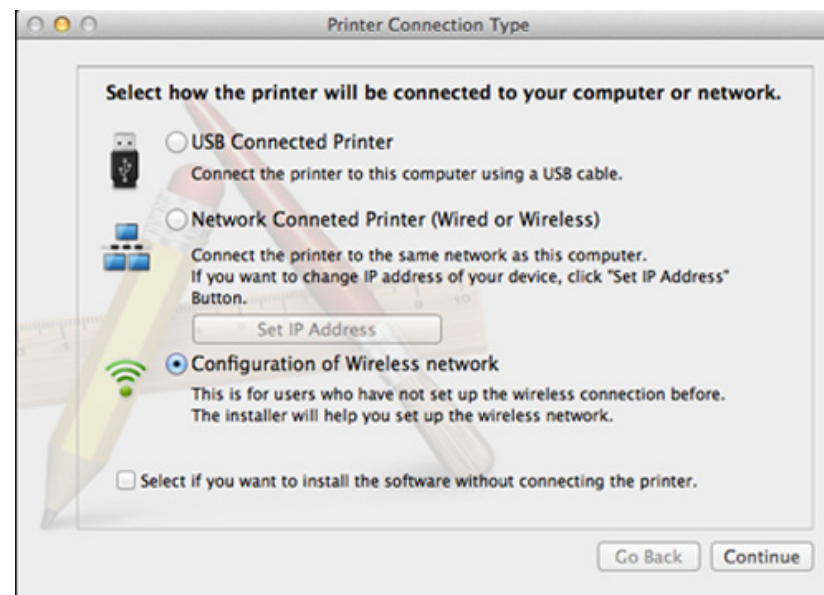 Printer Connection Type
Select how the printer will be connected to your computer or network.
USB Connected Printer
Connect the printer to this computer using a USB cable.
Network Conneted Printer (Wired or Wireless)
Connect the printer to the same network as this computer.
If you want to change IP address of your device, click "Set IP Address"
Button.
Set IP Address
Configuration of Wireless network
This is for users who have not set up the wireless connection before.
The installer will help you set up the wireless network.
Select if you want to install the software without connecting the printer.
Go Back
Continue